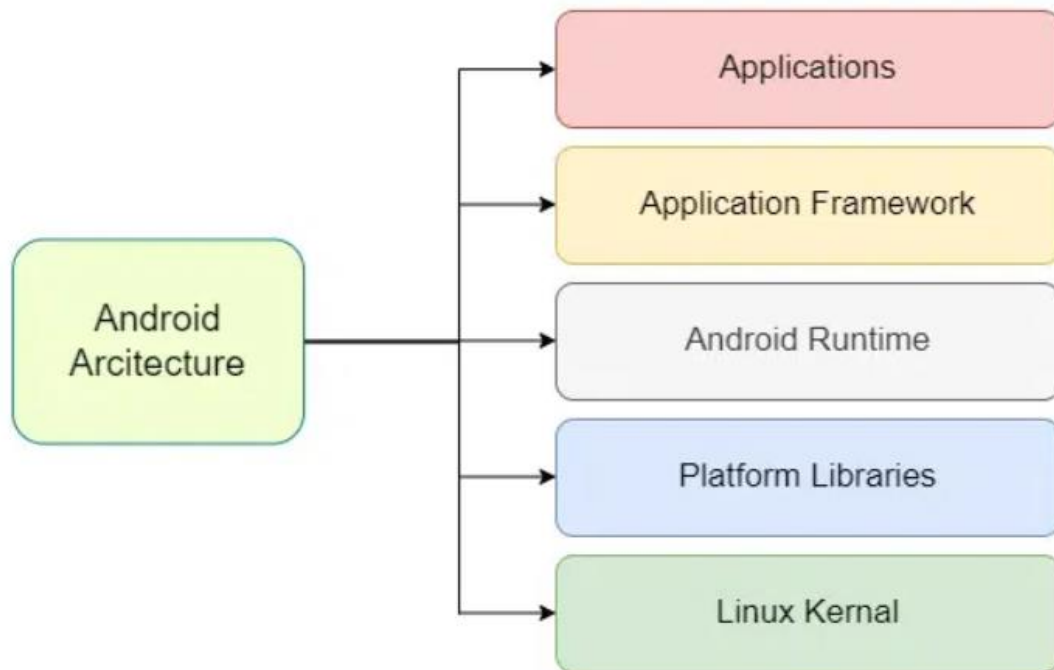 Applications
Application Framework
Android
Arcitecture
Android Runtime
Platform Libraries
Linux Kernal